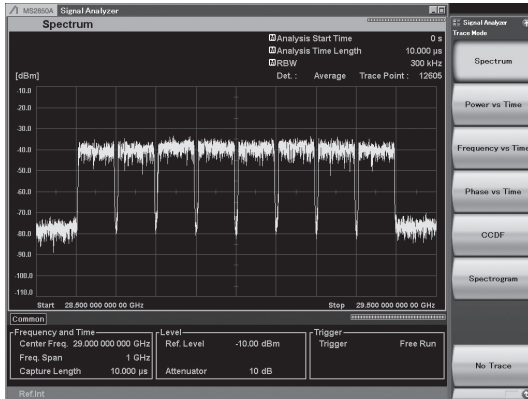 MS2850A Signal Analyzer
Spectrum
M Analysis Start Time 0 s
M Analysis Time Length 10.000 µs
M RBW 300 kHz
Det. : Average Trace Point : 12605
[dBm]
-10.0
-20.0
-30.0
-40.0
-50.0
-60.0
-70.0
-80.0
-90.0
-100.0
-110.0
Start 28.500 000 000 00 GHz Stop 29.500 000 000 00 GHz
Common
Frequency and Time
Center Freq. 29.000 000 000 000 GHz
Freq. Span 1 GHz
Capture Length 10.000 µs
Level
Ref. Level -10.00 dBm
Attenuator 10 dB
Trigger
Trigger Free Run
Ref.Int
Signal Analyzer
Trace Mode
Spectrum
Power vs Time
Frequency vs Time
Phase vs Time
CCDF
Spectrogram
No Trace